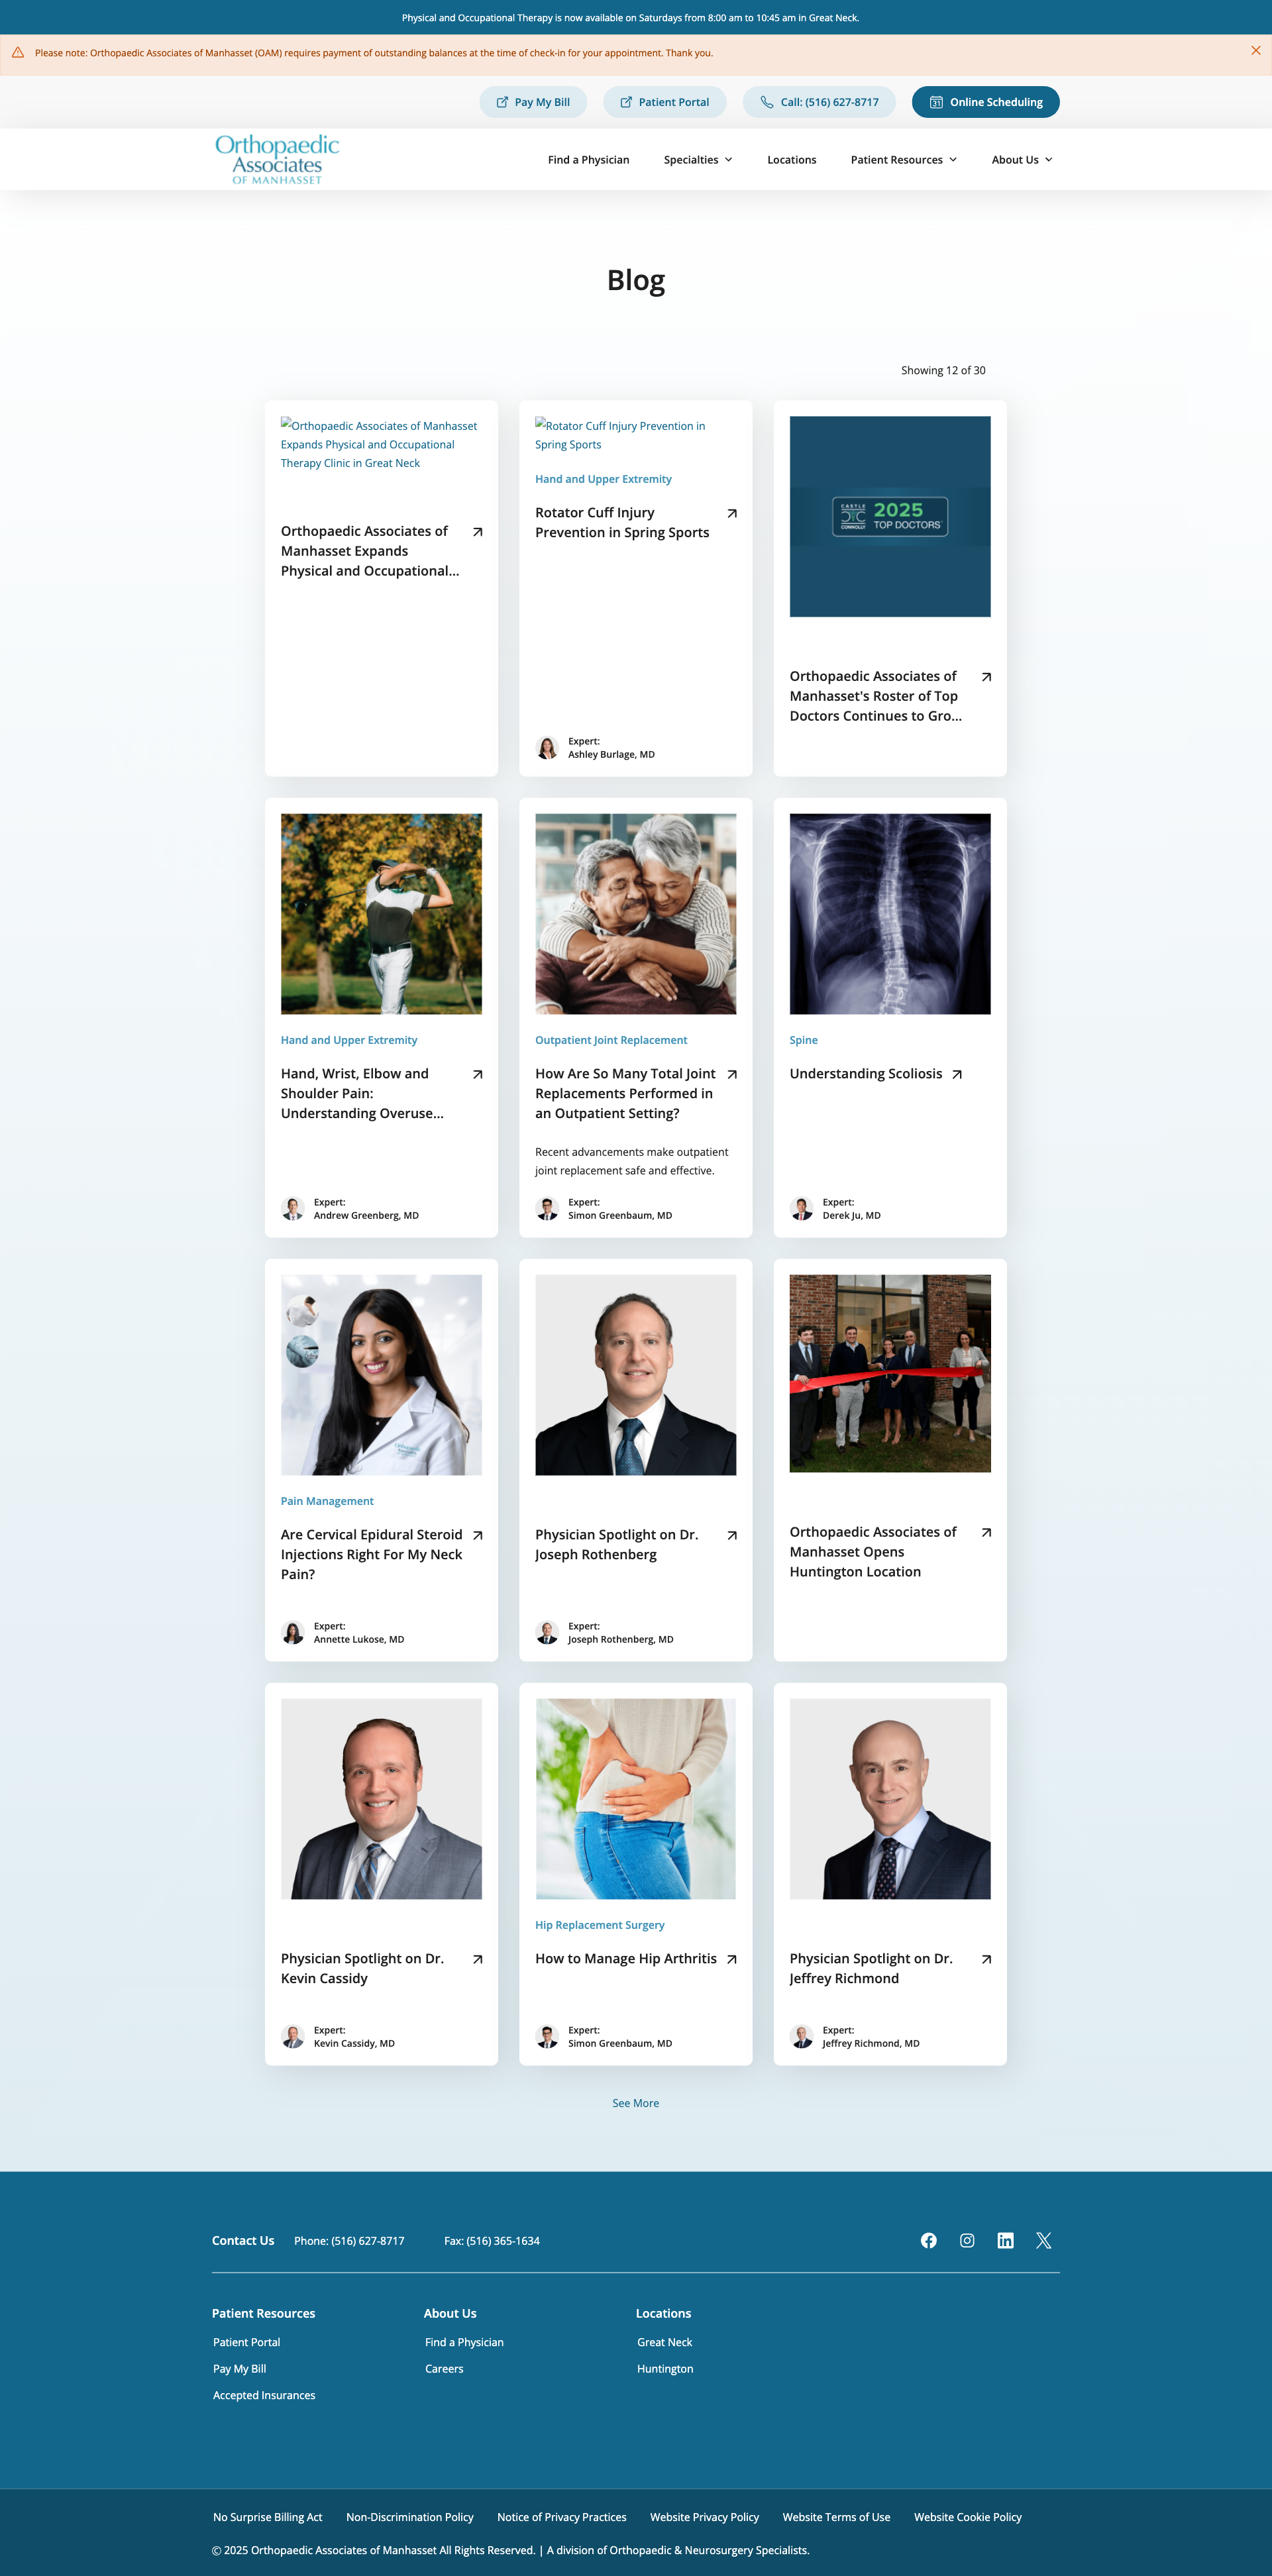 Physical and Occupational Therapy is now available on Saturdays from 8:00 am to 10:45 am in Great Neck.
Please note: Orthopaedic Associates of Manhasset (OAM) requires payment of outstanding balances at the time of check-in for your appointment. Thank you.
Pay My Bill
Patient Portal
Call: (516) 627-8717
31
Online Scheduling
Orthopaedic
Associates
OF MANHASSET
Find a Physician
Specialties
Locations
Patient Resources
About Us
Blog
Showing 12 of 30
Orthopaedic Associates of Manhasset
Expands Physical and Occupational
Therapy Clinic in Great Neck
Orthopaedic Associates of
Manhasset Expands
Physical and Occupational...
Rotator Cuff Injury Prevention in
Spring Sports
Hand and Upper Extremity
Rotator Cuff Injury
Prevention in Spring Sports
Expert:
Ashley Burlage, MD
CASTLE
CONNOLLY
2025
TOP DOCTORS
Orthopaedic Associates of
Manhasset's Roster of Top
Doctors Continues to Gro...
Hand and Upper Extremity
Hand, Wrist, Elbow and
Shoulder Pain:
Understanding Overuse...
Expert:
Andrew Greenberg, MD
Outpatient Joint Replacement
How Are So Many Total Joint
Replacements Performed in
an Outpatient Setting?
Recent advancements make outpatient
joint replacement safe and effective.
Expert:
Simon Greenbaum, MD
Spine
Understanding Scoliosis
Expert:
Derek Ju, MD
Pain Management
Are Cervical Epidural Steroid
Injections Right For My Neck
Pain?
Expert:
Annette Lukose, MD
Physician Spotlight on Dr.
Joseph Rothenberg
Expert:
Joseph Rothenberg, MD
Orthopaedic Associates of
Manhasset Opens
Huntington Location
Physician Spotlight on Dr.
Kevin Cassidy
Expert:
Kevin Cassidy, MD
Hip Replacement Surgery
How to Manage Hip Arthritis
Expert:
Simon Greenbaum, MD
Physician Spotlight on Dr.
Jeffrey Richmond
Expert:
Jeffrey Richmond, MD
See More
Contact Us
Phone: (516) 627-8717
Fax: (516) 365-1634
Patient Resources
Patient Portal
Pay My Bill
Accepted Insurances
About Us
Find a Physician
Careers
Locations
Great Neck
Huntington
No Surprise Billing Act
Non-Discrimination Policy
Notice of Privacy Practices
Website Privacy Policy
Website Terms of Use
Website Cookie Policy
© 2025 Orthopaedic Associates of Manhasset All Rights Reserved. | A division of Orthopaedic & Neurosurgery Specialists.